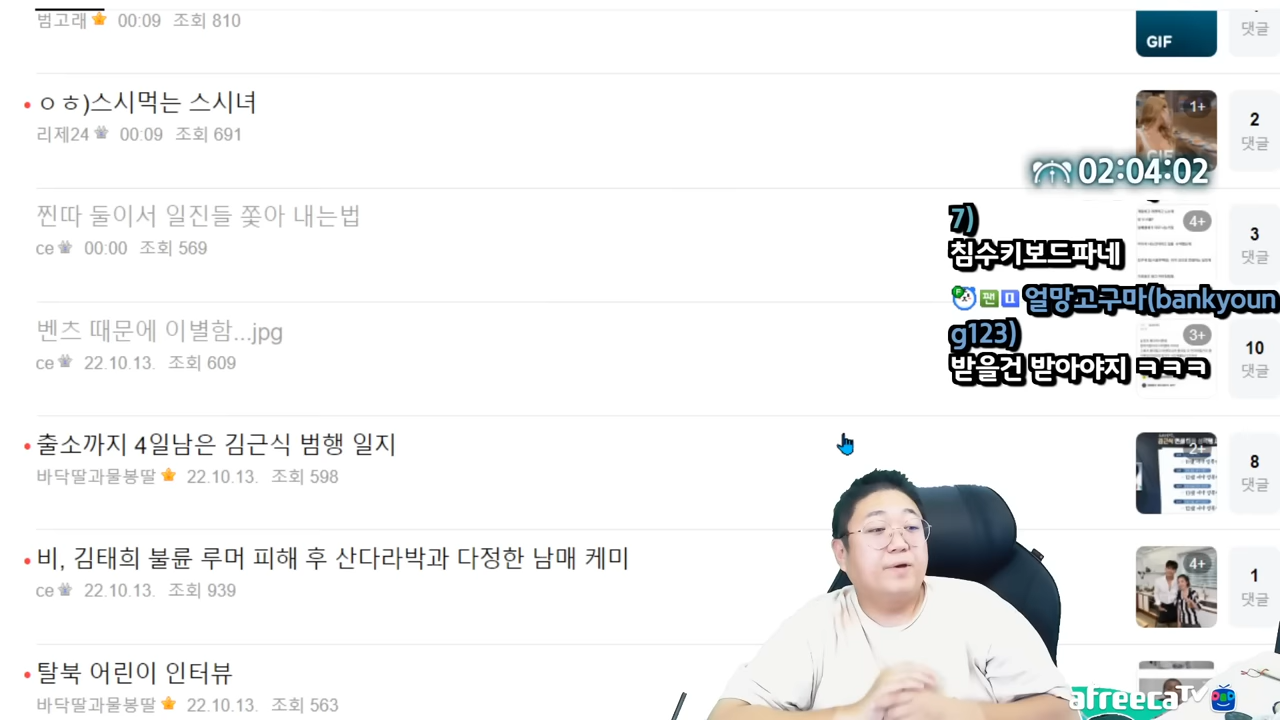 범고래 00:09 조회 810
GIF
댓글
ㅇㅎ)스시먹는 스시녀
리제24 00:09 조회 691
1+
GIF
2
댓글
02:04:02
찐따 둘이서 일진들 쫓아 내는법
ce 00:00 조회 569
4+
3
댓글
7)
침수키보드파네
팬 얼망고구마(bankyoun
g123)
받을건 받아야지 ㅋㅋㅋ
벤츠 때문에 이별함...jpg
ce 22.10.13. 조회 609
3+
10
댓글
출소까지 4일남은 김근식 범행 일지
바닥딸과물봉딸 22.10.13. 조회 598
2+
8
댓글
비, 김태희 불륜 루머 피해 후 산다라박과 다정한 남매 케미
ce 22.10.13. 조회 939
4+
1
댓글
탈북 어린이 인터뷰
바닥딸과물봉딸 22.10.13. 조회 563
afreecaTV